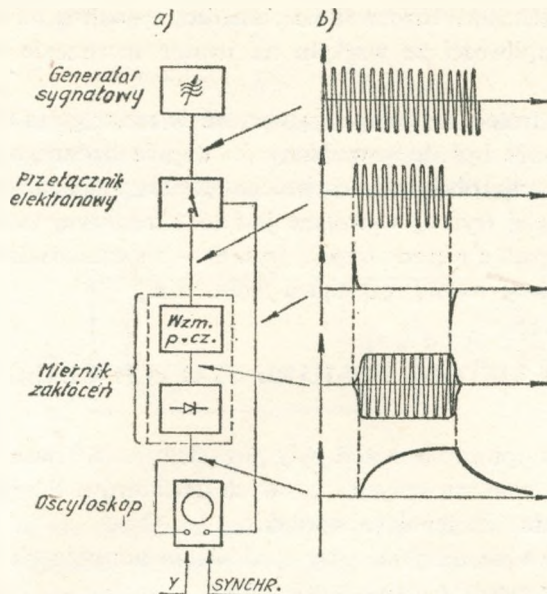 a)
b)
Generator
sygnałowy
Przełącznik
elektronowy
Wzm.
p.cz.
Miernik
zakłóceń
Oscyloskop
Y
SYNCHR.